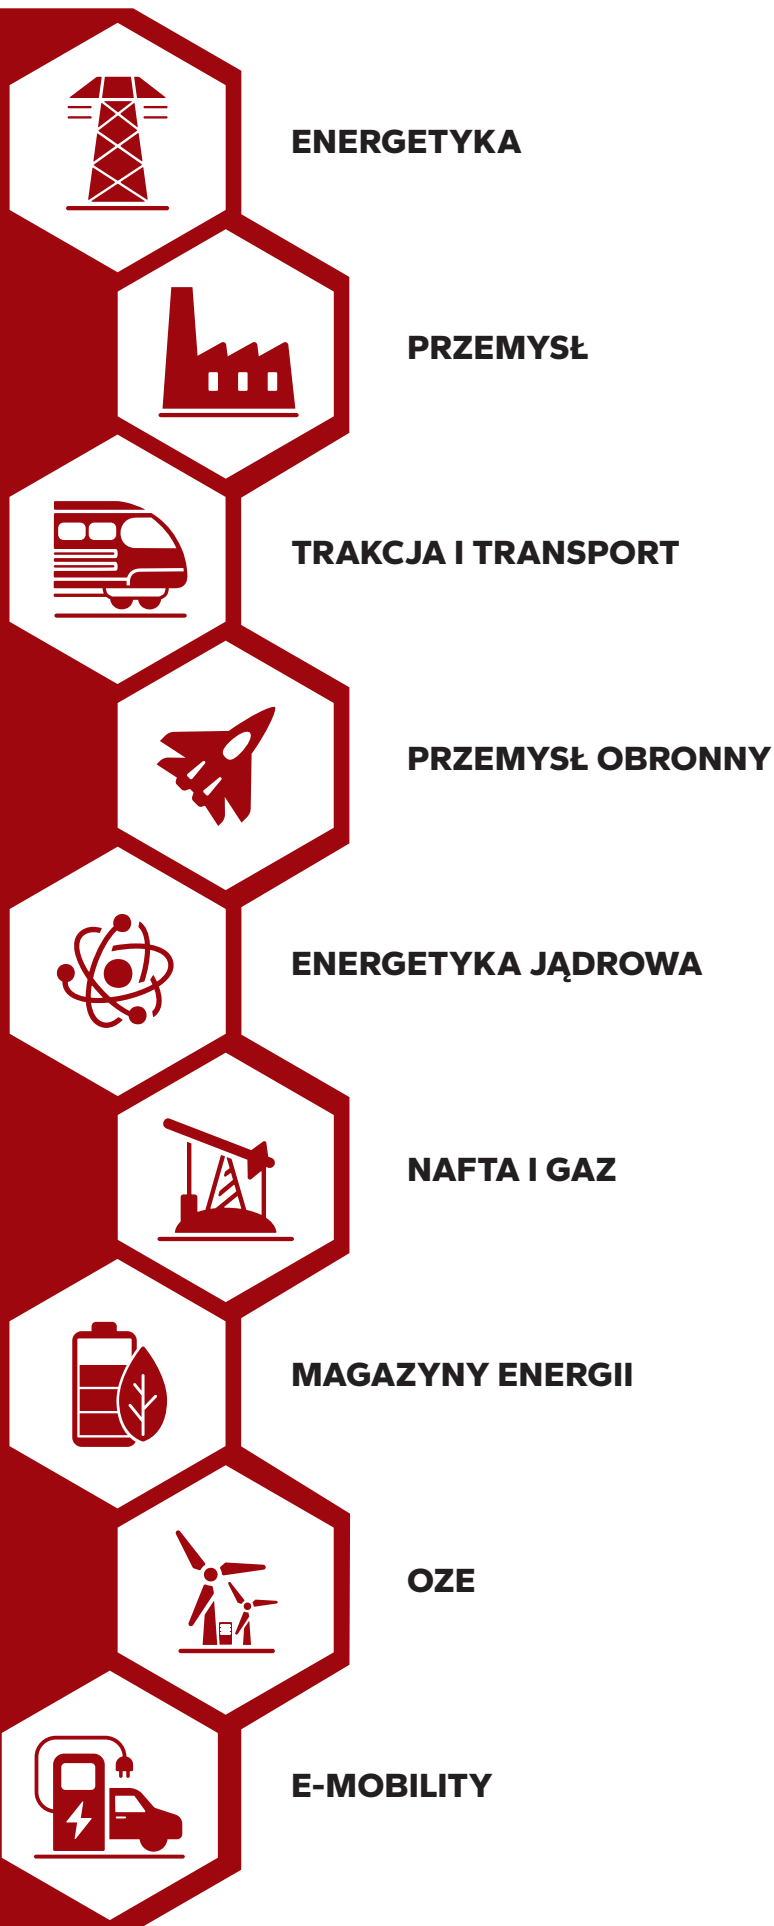 ENERGETYKA
PRZEMYSŁ
TRAKCJA I TRANSPORT
PRZEMYSŁ OBRONNY
ENERGETYKA JĄDROWA
NAFTA I GAZ
MAGAZYNY ENERGII
OZE
E-MOBILITY